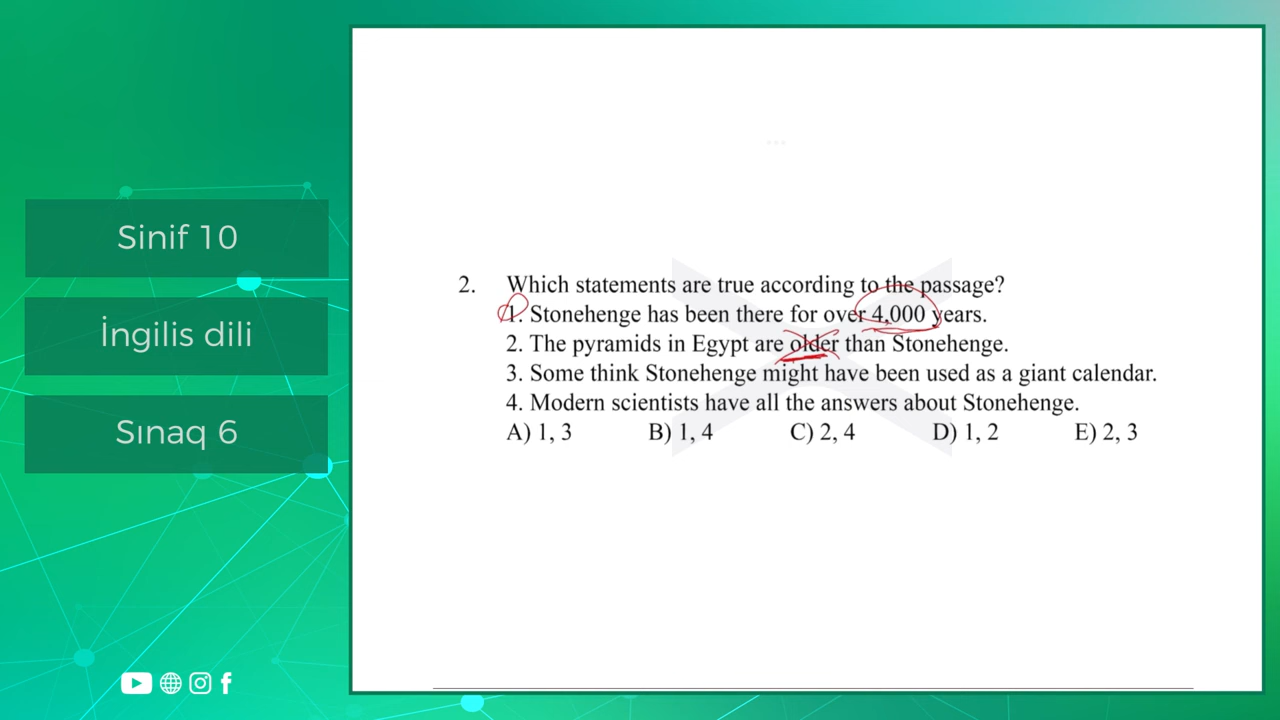 Sinif 10
İngilis dili
Sınaq 6
2. Which statements are true according to the passage?
1. Stonehenge has been there for over 4,000 years.
2. The pyramids in Egypt are older than Stonehenge.
3. Some think Stonehenge might have been used as a giant calendar.
4. Modern scientists have all the answers about Stonehenge.
A) 1, 3 B) 1, 4 C) 2, 4 D) 1, 2 E) 2, 3